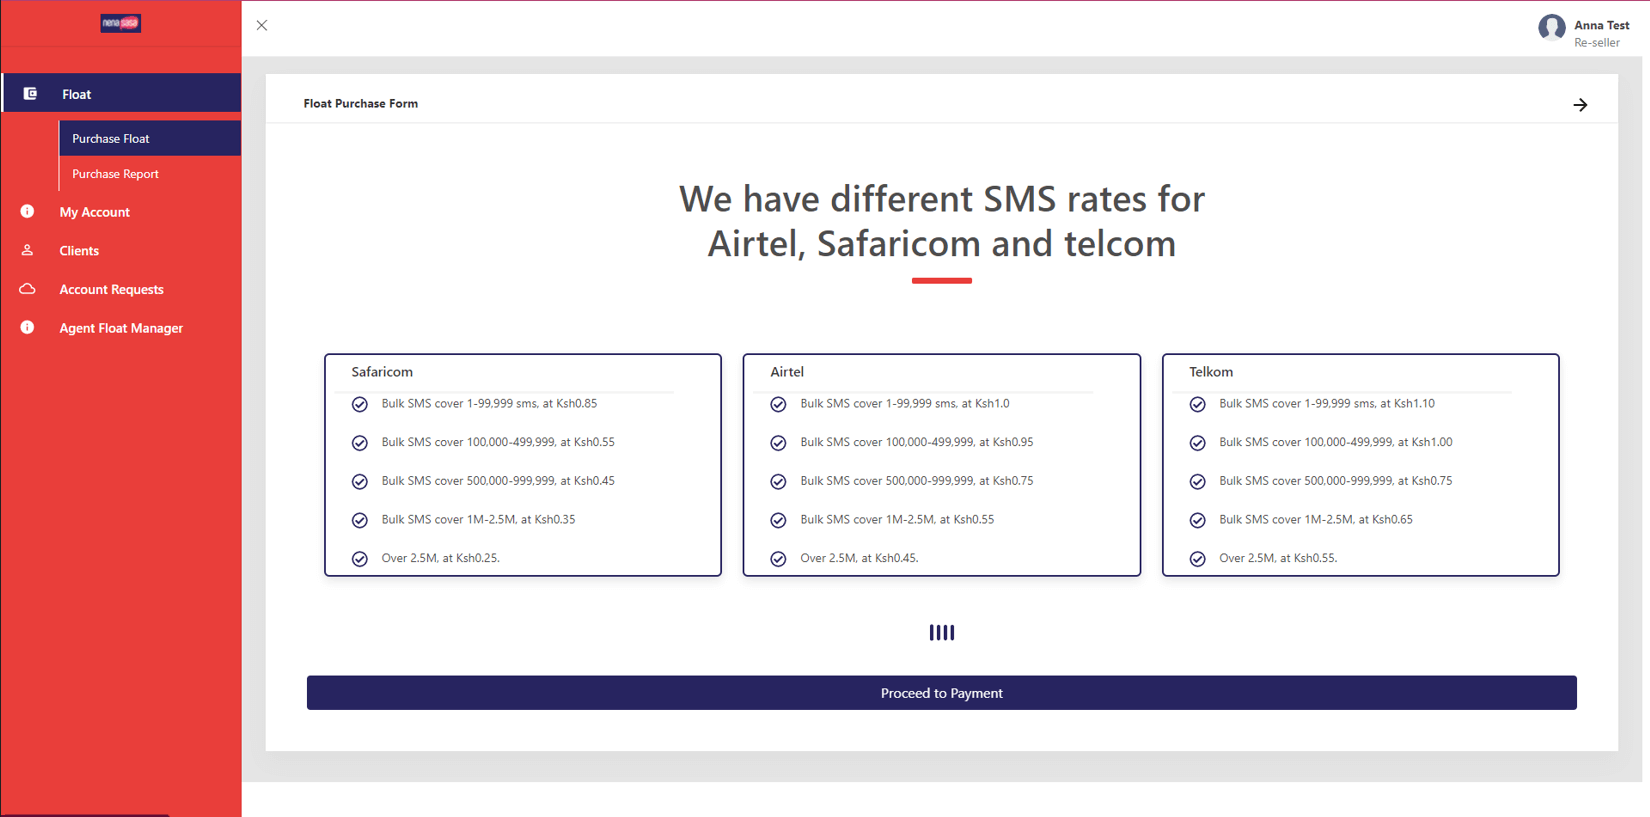 nena sasa
Anna Test
Re-seller
Float
Purchase Float
Purchase Report
My Account
Clients
Account Requests
Agent Float Manager
Float Purchase Form
We have different SMS rates for
Airtel, Safaricom and telcom
Safaricom
Bulk SMS cover 1-99,999 sms, at Ksh0.85
Bulk SMS cover 100,000-499,999, at Ksh0.55
Bulk SMS cover 500,000-999,999, at Ksh0.45
Bulk SMS cover 1M-2.5M, at Ksh0.35
Over 2.5M, at Ksh0.25.
Airtel
Bulk SMS cover 1-99,999 sms, at Ksh1.0
Bulk SMS cover 100,000-499,999, at Ksh0.95
Bulk SMS cover 500,000-999,999, at Ksh0.75
Bulk SMS cover 1M-2.5M, at Ksh0.55
Over 2.5M, at Ksh0.45.
Telkom
Bulk SMS cover 1-99,999 sms, at Ksh1.10
Bulk SMS cover 100,000-499,999, at Ksh1.00
Bulk SMS cover 500,000-999,999, at Ksh0.75
Bulk SMS cover 1M-2.5M, at Ksh0.65
Over 2.5M, at Ksh0.55.
Proceed to Payment